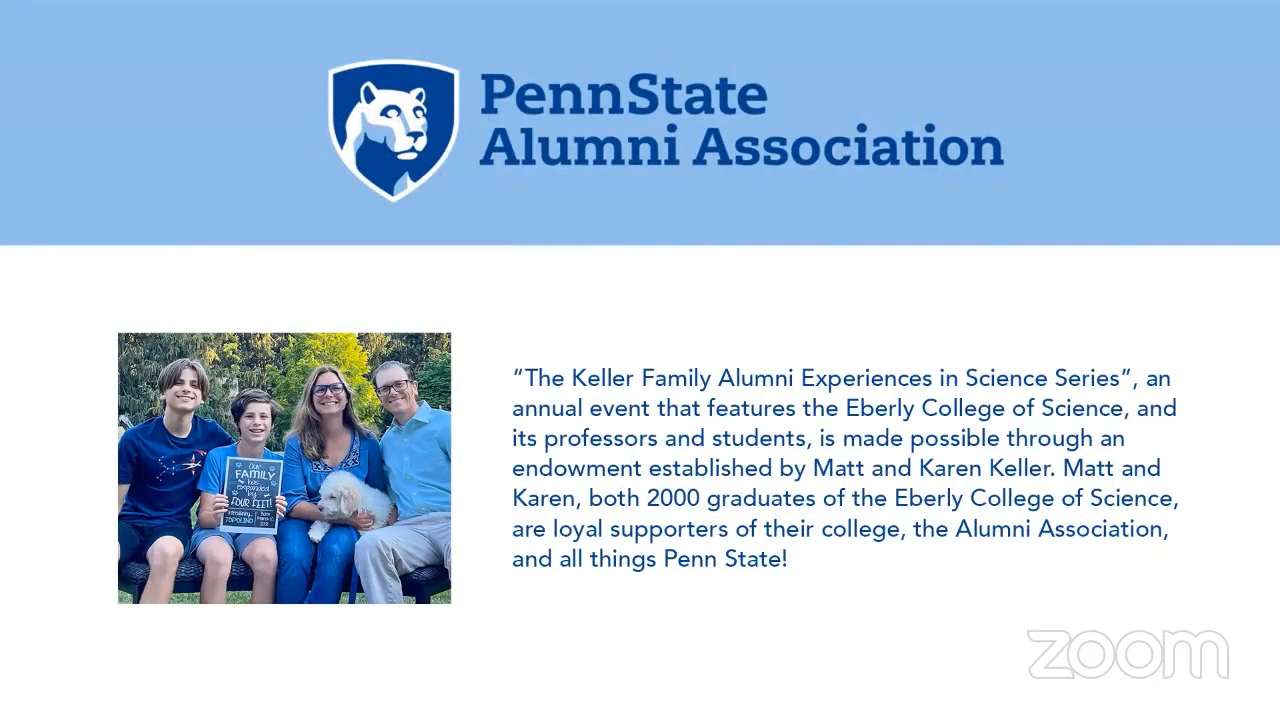 PennState
Alumni Association
“The Keller Family Alumni Experiences in Science Series”, an
annual event that features the Eberly College of Science, and
its professors and students, is made possible through an
endowment established by Matt and Karen Keller. Matt and
Karen, both 2000 graduates of the Eberly College of Science,
are loyal supporters of their college, the Alumni Association,
and all things Penn State!
Our
FAMILY
has
expanded
by
FOUR FEET!
TOPOLINO
zoom